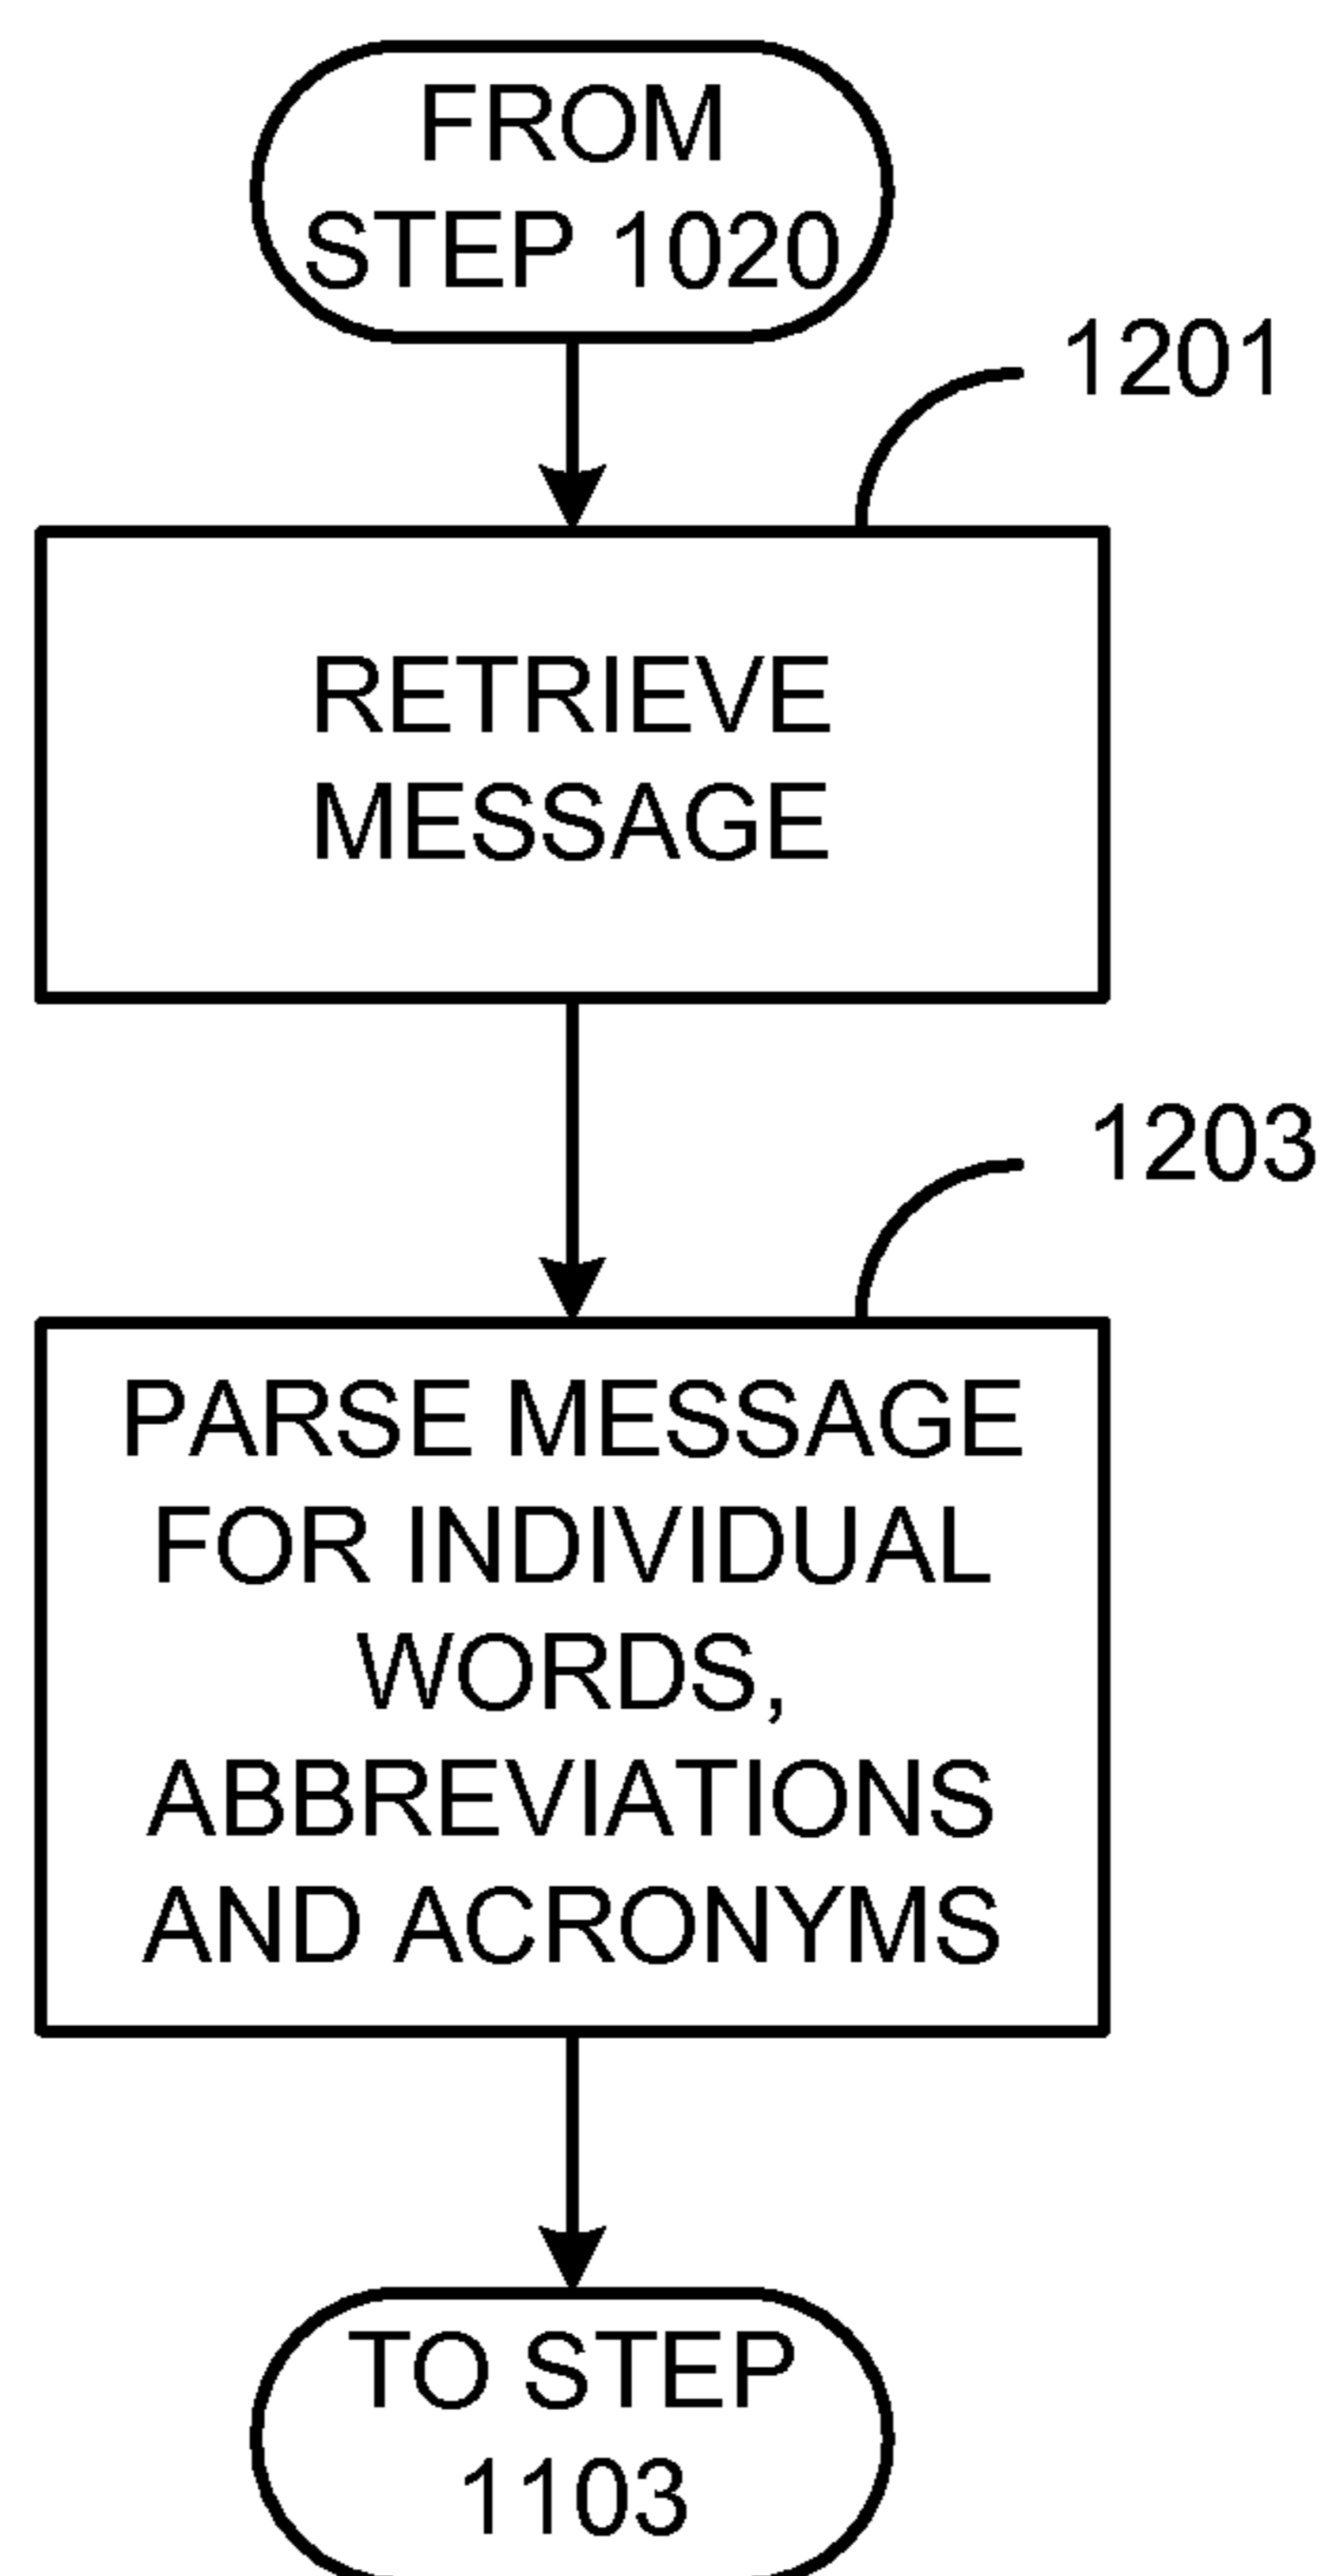 FROM
STEP 1020
1201
RETRIEVE
MESSAGE
1203
PARSE MESSAGE
FOR INDIVIDUAL
WORDS,
ABBREVIATIONS
AND ACRONYMS
TO STEP
1103